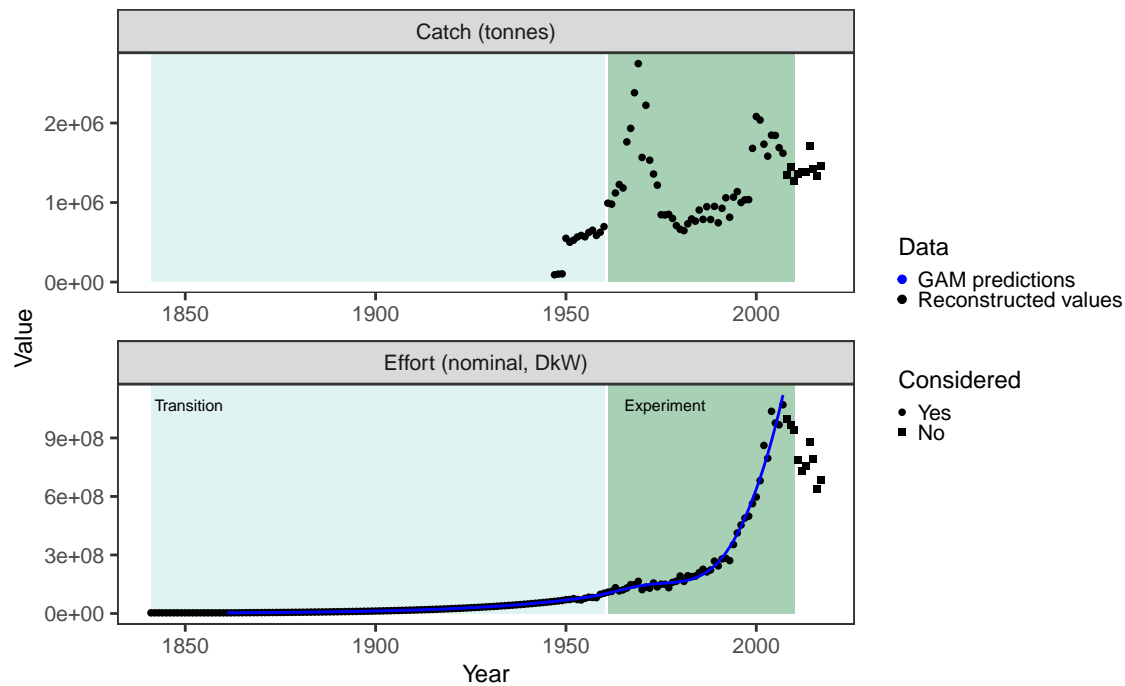 Catch (tonnes)
2e+06
1e+06
0e+00
1850 1900 1950 2000
Value
Effort (nominal, DkW)
Transition
Experiment
9e+08
6e+08
3e+08
0e+00
1850 1900 1950 2000
Year
Data
GAM predictions
Reconstructed values
Considered
Yes
No